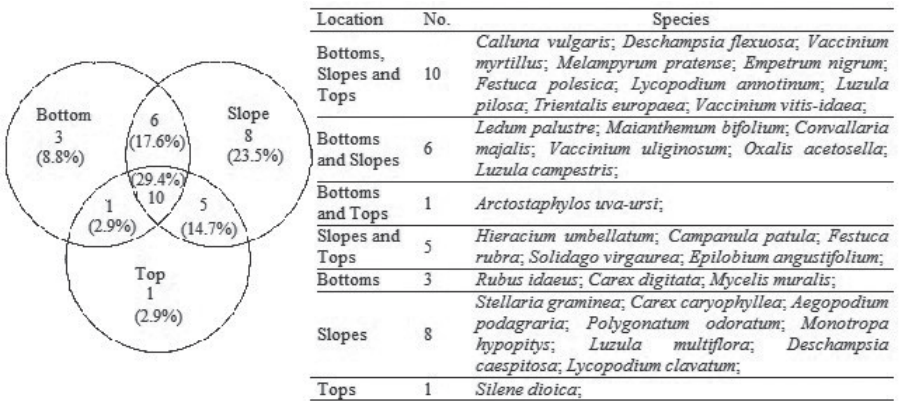 Bottom
3
(8.8%)
6
(17.6%)
Slope
8
(23.5%)
(29.4%)
10
1
(2.9%)
5
(14.7%)
Top
1
(2.9%)
Location No. Species
Bottoms, Slopes and Tops 10
Calluna vulgaris; Deschampsia flexuosa; Vaccinium
myrtillus; Melampyrum pratense; Empetrum nigrum;
Festuca polesica; Lycopodium annotinum; Luzula
pilosa; Trientalis europaea; Vaccinium vitis-idaea;
Bottoms and Slopes 6
Ledum palustre; Maianthemum bifolium; Convallaria
majalis; Vaccinium uliginosum; Oxalis acetosella;
Luzula campestris;
Bottoms and Tops 1 Arctostaphylos uva-ursi;
Slopes and Tops 5
Hieracium umbellatum; Campanula patula; Festuca
rubra; Solidago virgaurea; Epilobium angustifolium;
Bottoms 3 Rubus idaeus; Carex digitata; Mycelis muralis;
Slopes 8
Stellaria graminea; Carex caryophyllea; Aegopodium
podagraria; Polygonatum odoratum; Monotropa
hypopitys; Luzula multiflora; Deschampsia
caespitosa; Lycopodium clavatum;
Tops 1 Silene dioica;